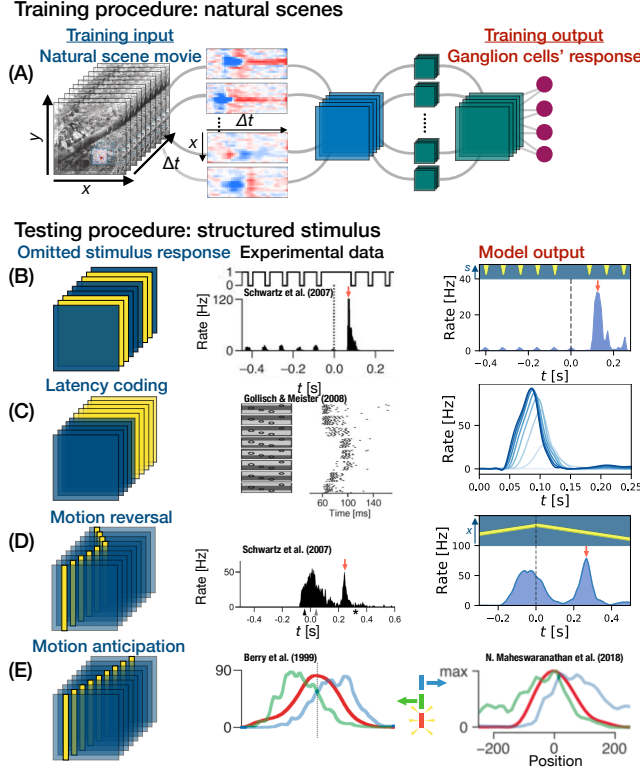 Training procedure: natural scenes
Training input
Natural scene movie
Training output
Ganglion cells' response
(A)
y
x
Δt
Δt
x
Testing procedure: structured stimulus
Omitted stimulus response
Experimental data
Model output
(B)
1
0
Schwartz et al. (2007)
120
0
Rate [Hz]
−0.4 −0.2 0.0 0.2
t [s]
s
40
20
0
Rate [Hz]
−0.4 −0.2 0.0 0.2
t [s]
Latency coding
(C)
Gollisch & Meister (2008)
60 100 140
Time [ms]
Rate [Hz]
50
0
0.00 0.05 0.10 0.15 0.20 0.25
t [s]
Motion reversal
(D)
Schwartz et al. (2007)
Rate [Hz]
50
0
-0.4 -0.2 0.0 0.2 0.4 0.6
*
t [s]
x
100
50
0
Rate [Hz]
−0.4 −0.2 0.0 0.2 0.4
t [s]
Motion anticipation
(E)
Berry et al. (1999)
90
0
N. Maheswaranathan et al. (2018)
max
0
−200 0 200
Position